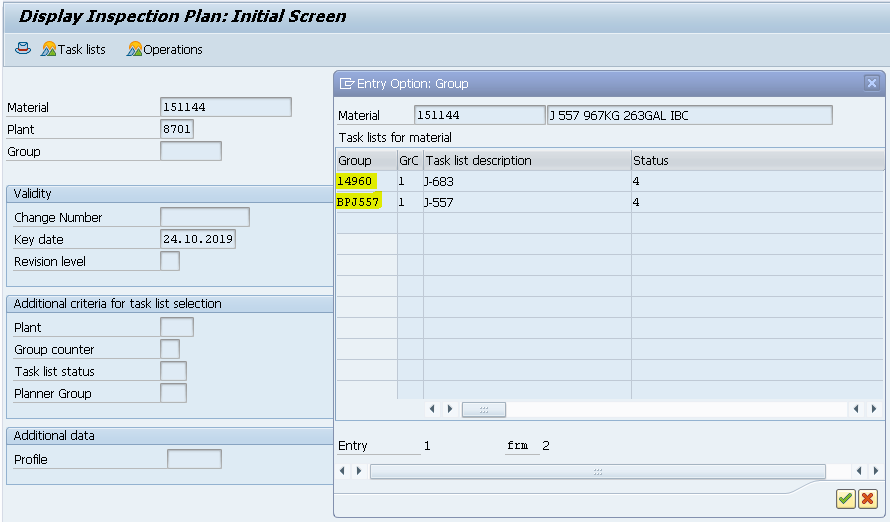 Display Inspection Plan: Initial Screen
Task lists Operations
Material 151144
Plant 8701
Group
Validity
Change Number
Key date 24.10.2019
Revision level
Additional criteria for task list selection
Plant
Group counter
Task list status
Planner Group
Additional data
Profile
Entry Option: Group
Material 151144 J 557 967KG 263GAL IBC
Task lists for material
Group GrC Task list description Status
14960 1 J-683 4
BPJ557 1 J-557 4
Entry 1 frm 2